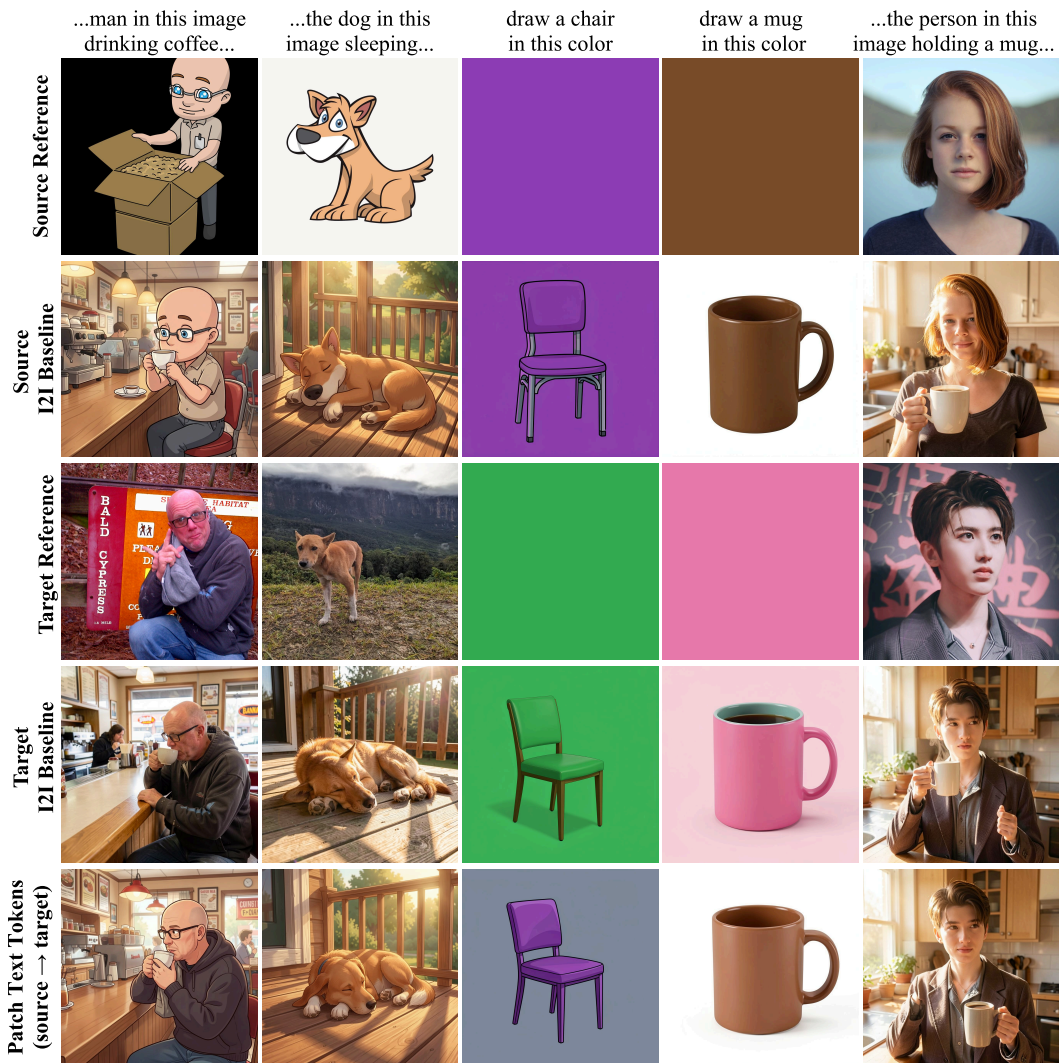 ...man in this image
drinking coffee...
...the dog in this
image sleeping...
draw a chair
in this color
draw a mug
in this color
...the person in this
image holding a mug...
Source Reference
Source
I2I Baseline
Target Reference
BALD CYPRESS
HABITAT
Target
I2I Baseline
Patch Text Tokens
(source → target)